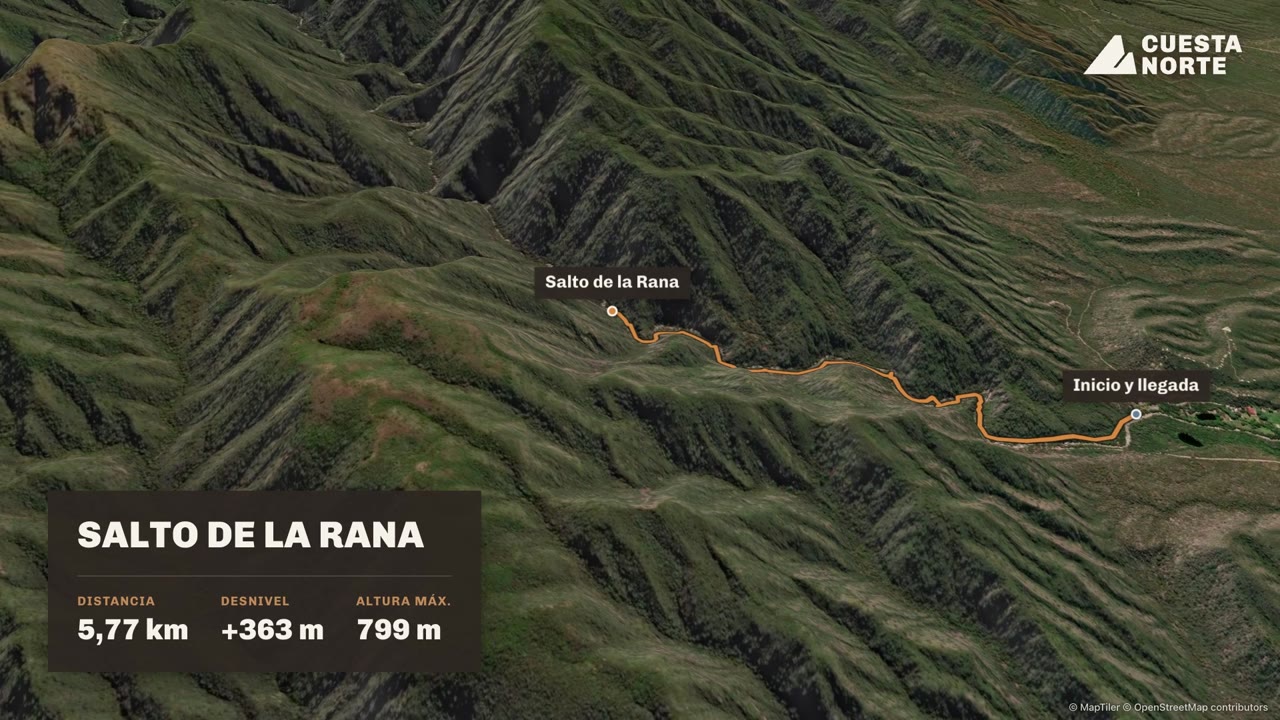 CUESTA
NORTE
Salto de la Rana
Inicio y llegada
SALTO DE LA RANA
DISTANCIA DESNIVEL ALTURA MÁX.
5,77 km +363 m 799 m
© MapTiler © OpenStreetMap contributors